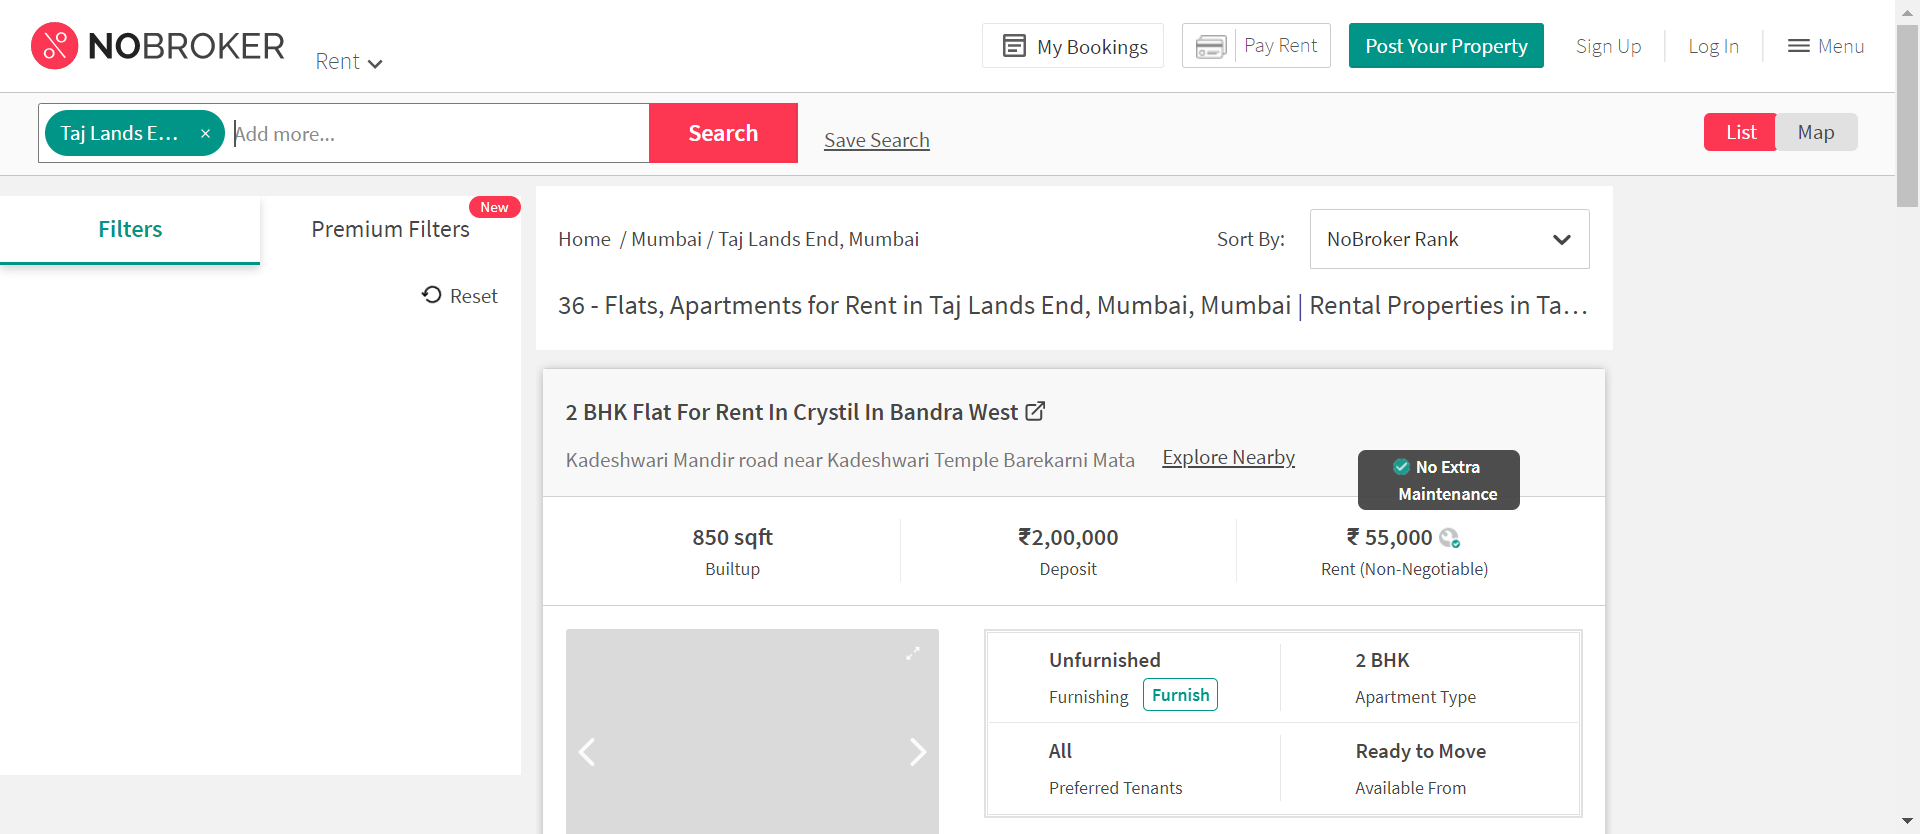 NOBROKER
Rent
My Bookings
Pay Rent
Post Your Property
Sign Up
Log In
Menu
Taj Lands E... ×
Add more...
Search
Save Search
List
Map
Filters
Premium Filters
New
Reset
Home / Mumbai / Taj Lands End, Mumbai
Sort By:
NoBroker Rank
36 - Flats, Apartments for Rent in Taj Lands End, Mumbai, Mumbai | Rental Properties in Ta...
2 BHK Flat For Rent In Crystil In Bandra West
Kadeshwari Mandir road near Kadeshwari Temple Barekarni Mata
Explore Nearby
No Extra
Maintenance
850 sqft
Builtup
₹2,00,000
Deposit
₹ 55,000
Rent (Non-Negotiable)
Unfurnished
Furnishing
Furnish
2 BHK
Apartment Type
All
Preferred Tenants
Ready to Move
Available From